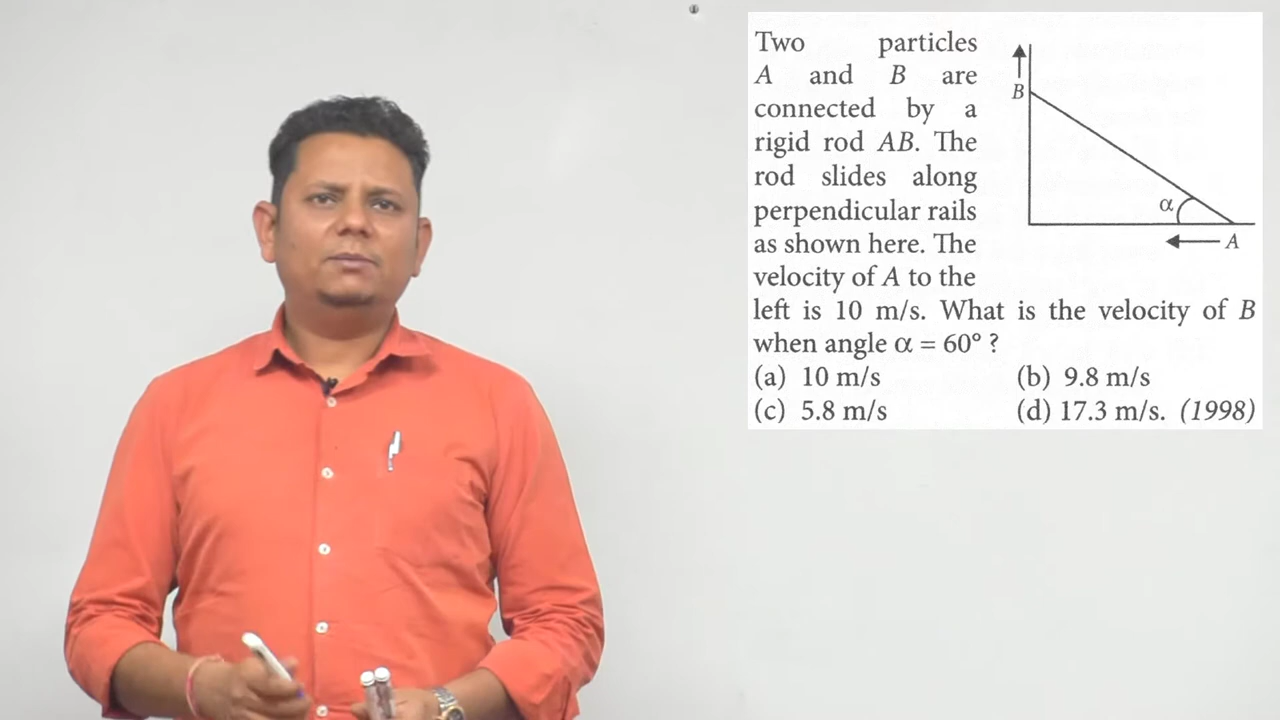 Two particles
A and B are
connected by a
rigid rod AB. The
rod slides along
perpendicular rails
as shown here. The
velocity of A to the
left is 10 m/s. What is the velocity of B
when angle α = 60° ?
(a) 10 m/s (b) 9.8 m/s
(c) 5.8 m/s (d) 17.3 m/s. (1998)
B
α
A